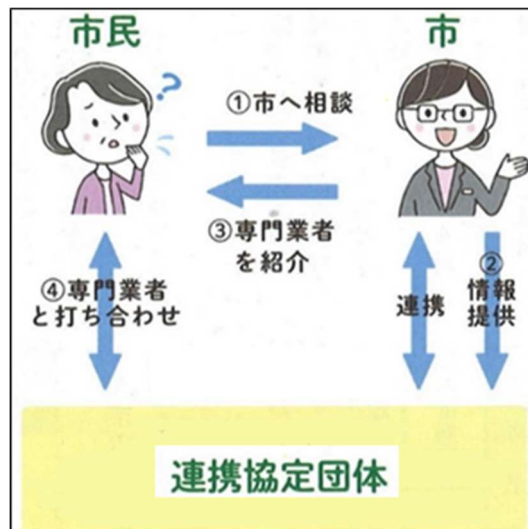 市民
市
①市へ相談
③専門業者
を紹介
④専門業者
と打ち合わせ
連携
②
情報
提供
連携協定団体